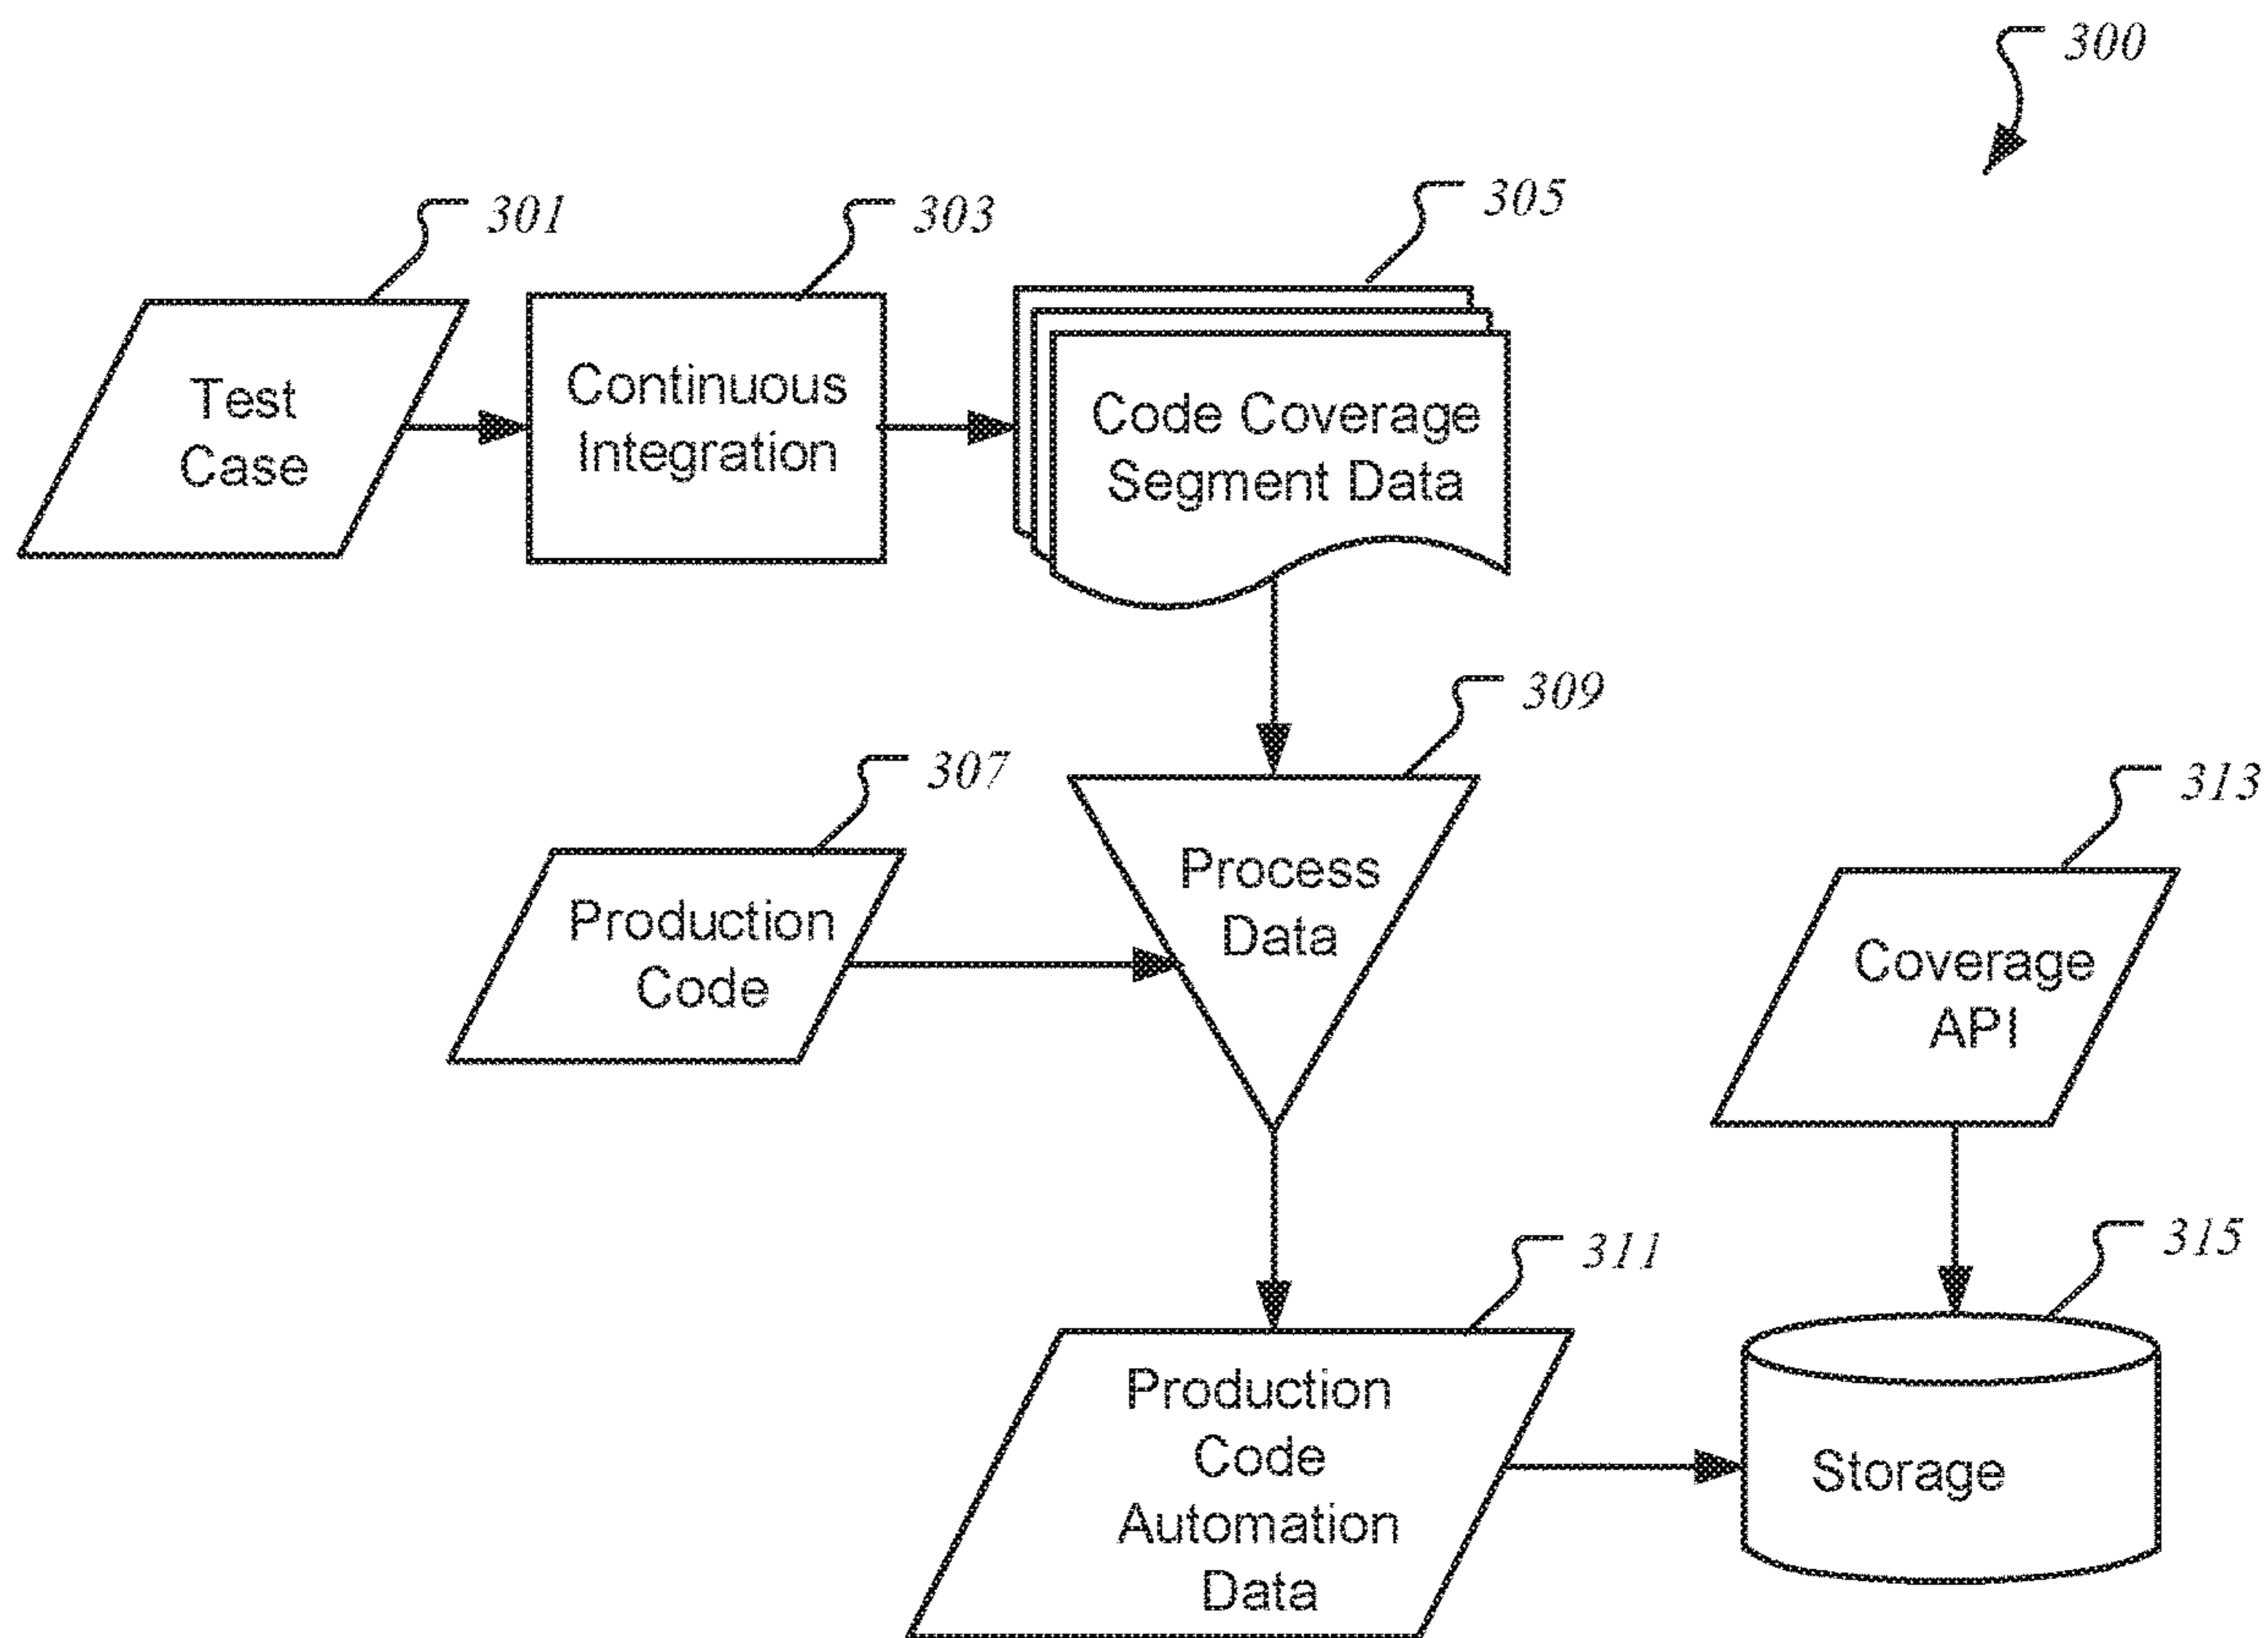 300
301
303
305
Test
Case
Continuous
Integration
Code Coverage
Segment Data
307
309
313
Production
Code
Process
Data
Coverage
API
311
315
Production
Code
Automation
Data
Storage